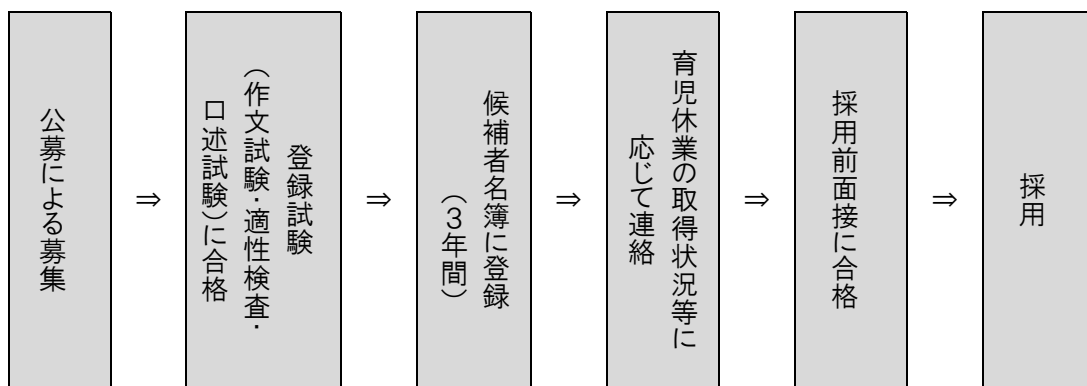 公募による募集
⇒
登録試験
（作文試験・適性検査・
口述試験）に合格
⇒
候補者名簿に登録
（３年間）
⇒
育児休業の取得状況等に
応じて連絡
⇒
採用前面接に合格
⇒
採用